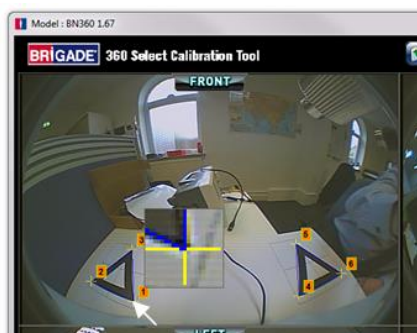 Model : BN360 1.67
BRIGADE 360 Select Calibration Tool
FRONT
5
3
2
6
1
4
LEFT